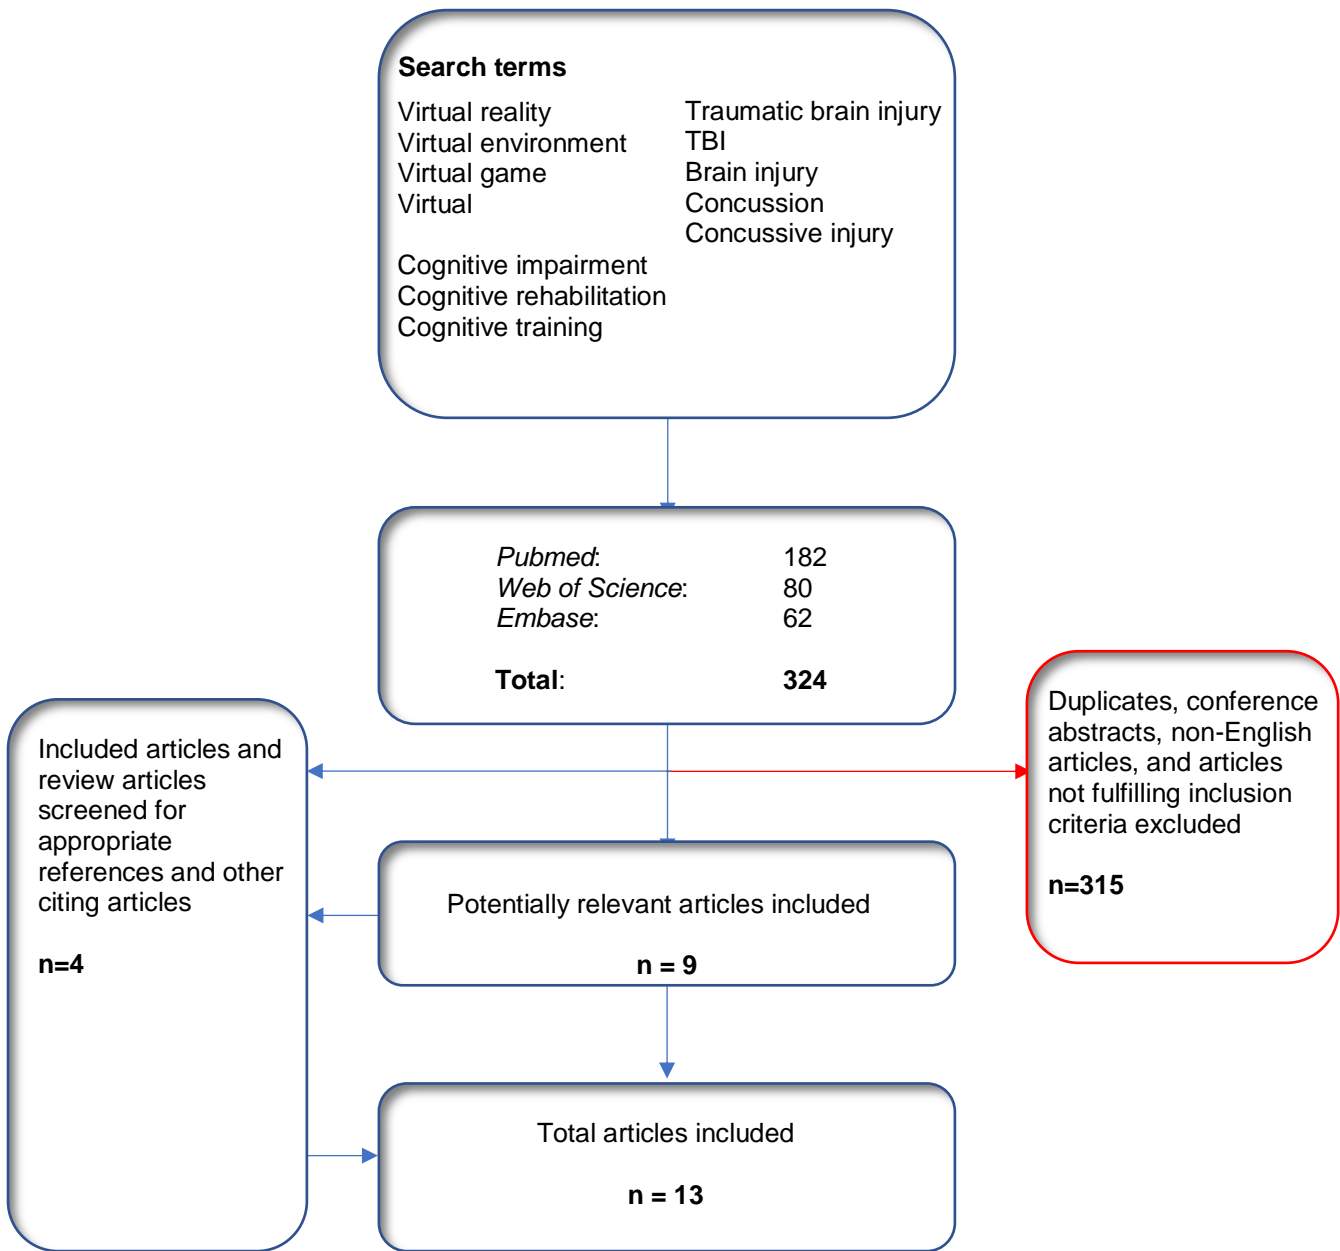 Search terms
Virtual reality
Virtual environment
Virtual game
Virtual
Cognitive impairment
Cognitive rehabilitation
Cognitive training
Traumatic brain injury
TBI
Brain injury
Concussion
Concussive injury
Pubmed: 182
Web of Science: 80
Embase: 62
Total: 324
Duplicates, conference
abstracts, non-English
articles, and articles
not fulfilling inclusion
criteria excluded
n=315
Included articles and
review articles
screened for
appropriate
references and other
citing articles
n=4
Potentially relevant articles included
n = 9
Total articles included
n = 13